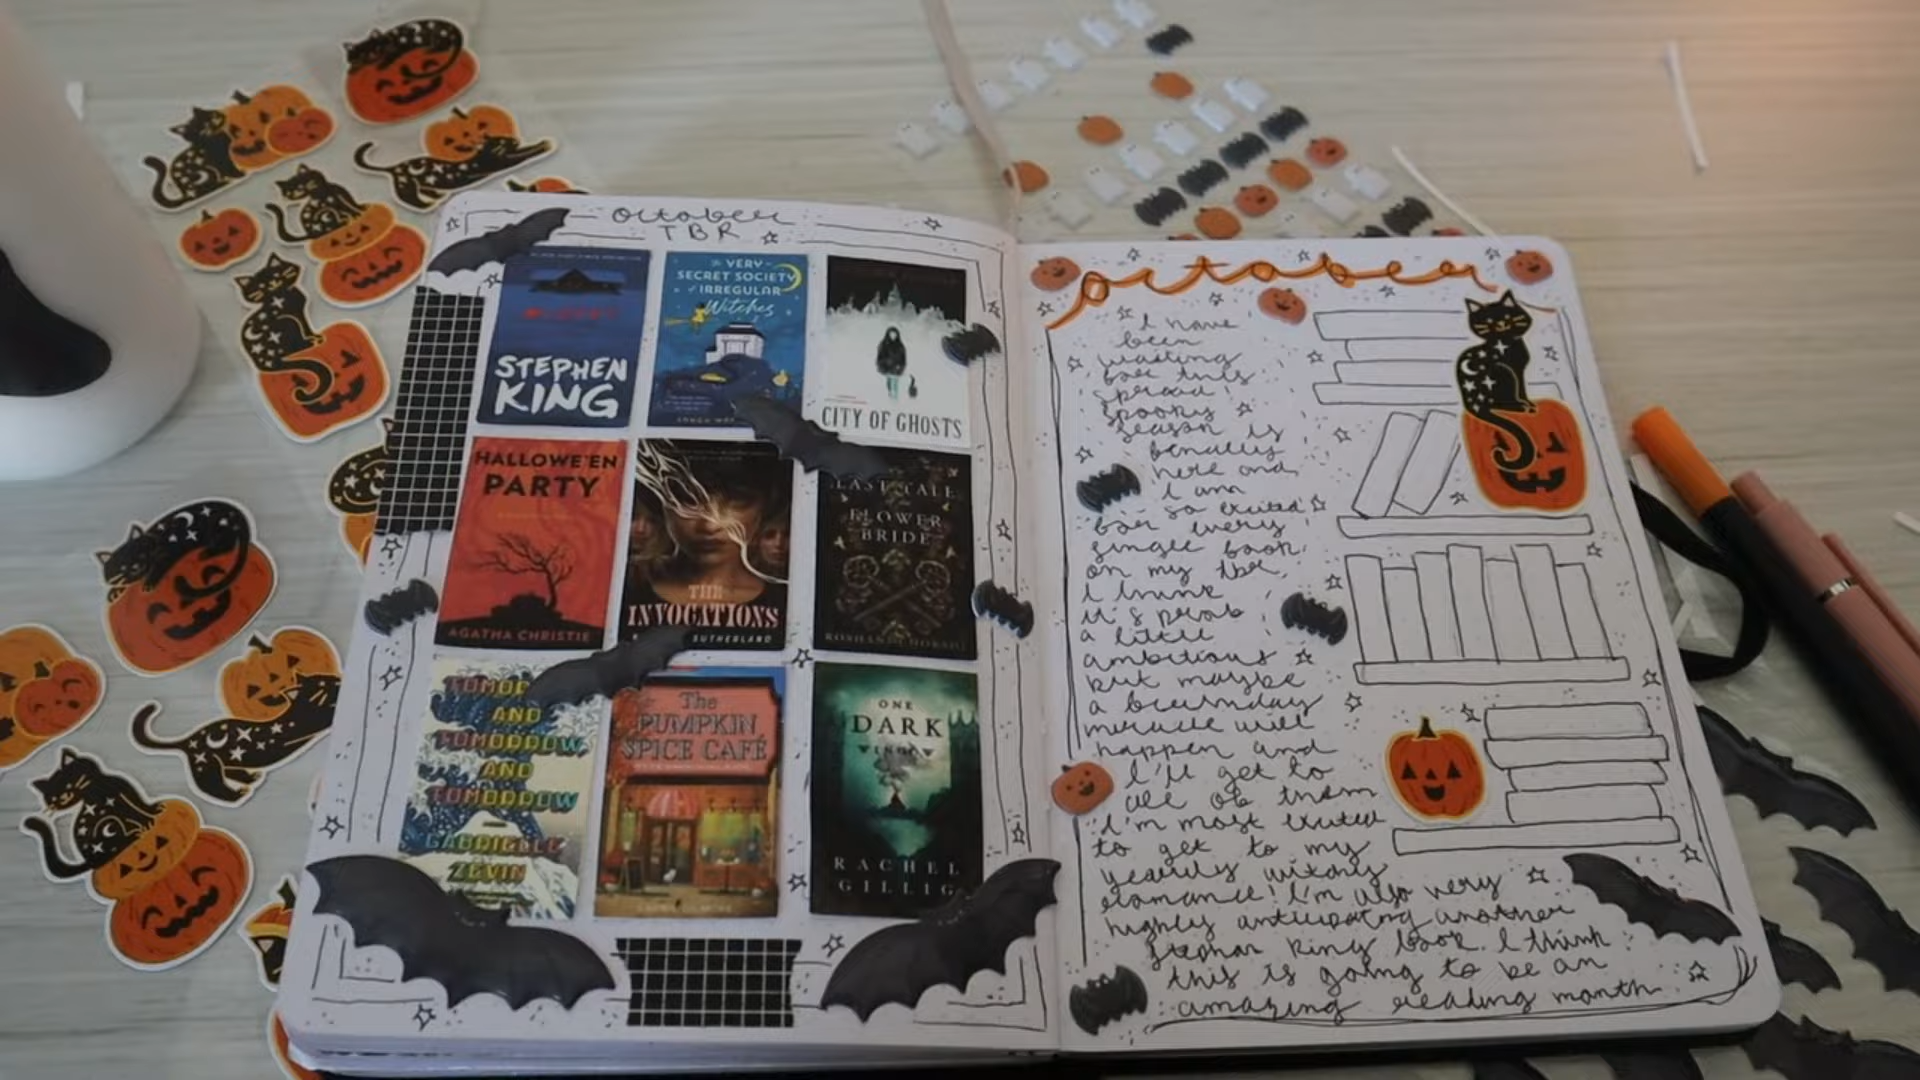 october
TBR
STEPHEN
KING
THE
VERY
SECRET SOCIETY
of IRREGULAR
Witches
CITY OF GHOSTS
HALLOWE'EN
PARTY
AGATHA CHRISTIE
THE
INVOCATIONS
SUTHERLAND
LAST TALE
FLOWER
BRIDE
TOMOR
AND
TOMORROW
AND
TOMORROW
GABRIELLE
ZEVIN
The
PUMPKIN
SPICE CAFÉ
ONE
DARK
RACHEL
GILLIG
october
I have
been
waiting
for this
spread
spooky
season is
finally
here and
I am
so excited
for every
single book
on my tbr.
I think
it's prob
a little
ambitious
but maybe
a birthday
miracle will
happen and
I'll get to
all of them
I'm most excited
to get to my
yearly witchy
romance! I'm also very
highly anticipating another
Stephen King book. I think
this is going to be an
amazing reading month